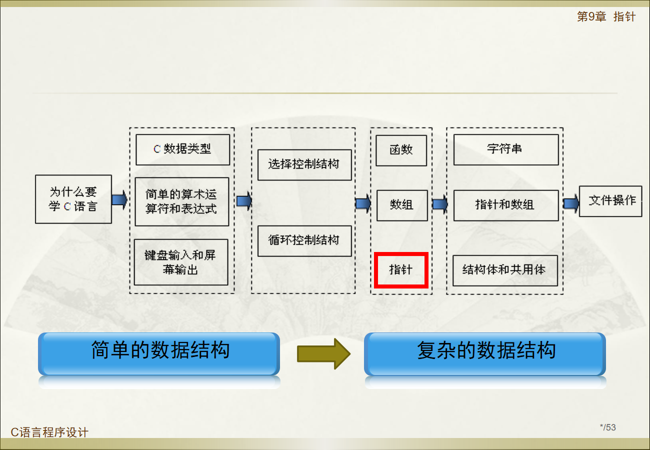 第9章 指针
为什么要
学 C 语言
C 数据类型
简单的算术运
算符和表达式
键盘输入和屏
幕输出
选择控制结构
循环控制结构
函数
数组
指针
字符串
指针和数组
结构体和共用体
文件操作
简单的数据结构
复杂的数据结构
C语言程序设计
*/53